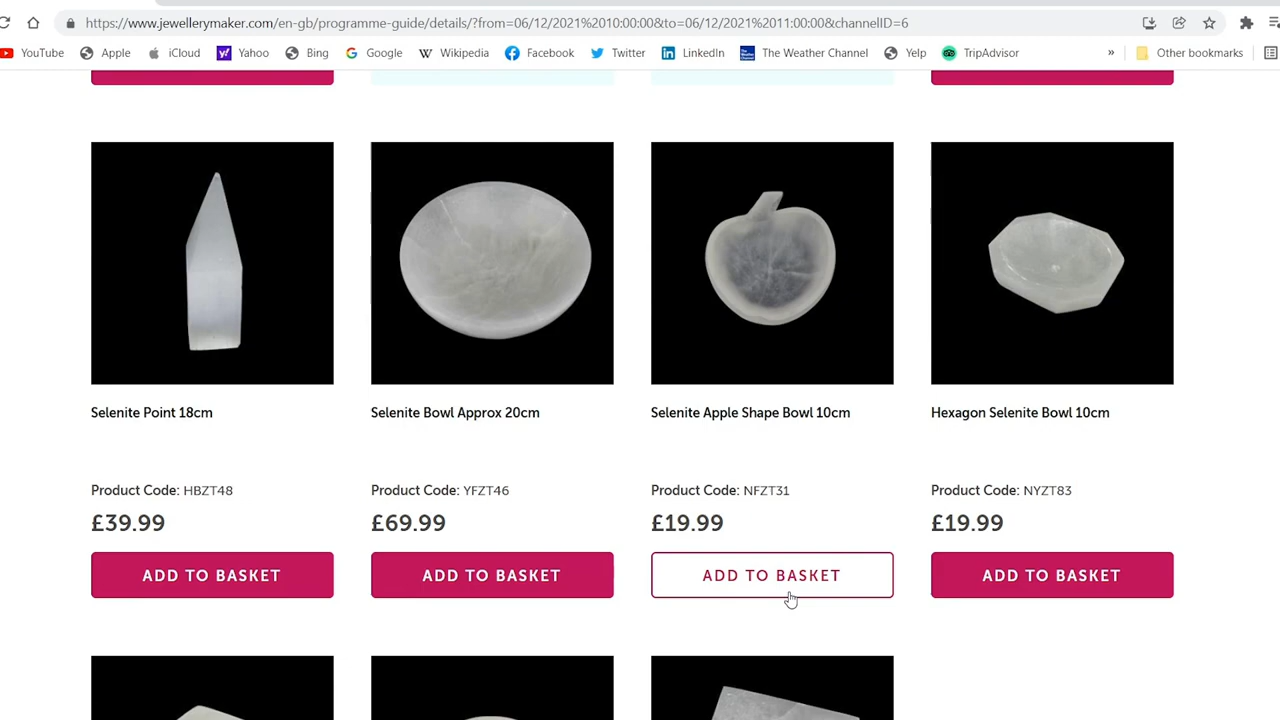 https://www.jewellerymaker.com/en-gb/programme-guide/details/?from=06/12/2021%2010:00:00&to=06/12/2021%2011:00:00&channelID=6
YouTube Apple iCloud Yahoo Bing Google Wikipedia Facebook Twitter LinkedIn The Weather Channel Yelp TripAdvisor » Other bookmarks
Selenite Point 18cm
Selenite Bowl Approx 20cm
Selenite Apple Shape Bowl 10cm
Hexagon Selenite Bowl 10cm
Product Code: HBZT48
Product Code: YFZT46
Product Code: NFZT31
Product Code: NYZT83
£39.99
£69.99
£19.99
£19.99
ADD TO BASKET
ADD TO BASKET
ADD TO BASKET
ADD TO BASKET